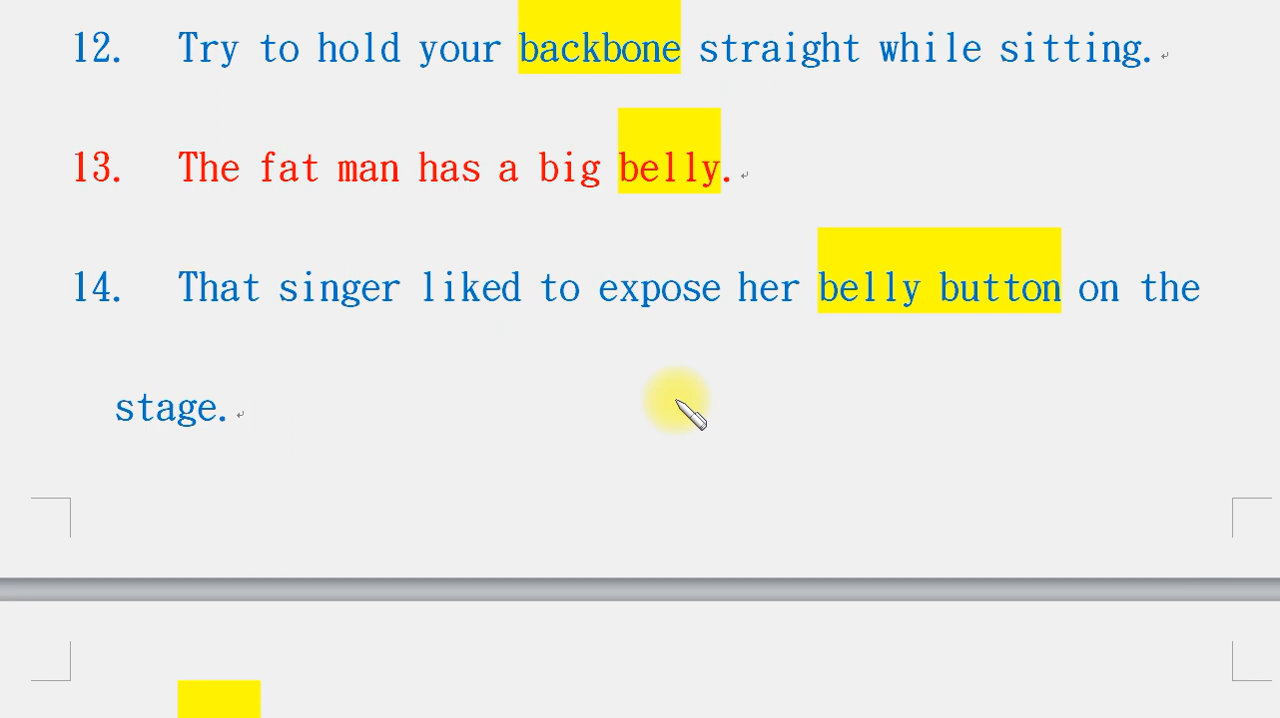 12. Try to hold your backbone straight while sitting.
13. The fat man has a big belly.
14. That singer liked to expose her belly button on the
stage.